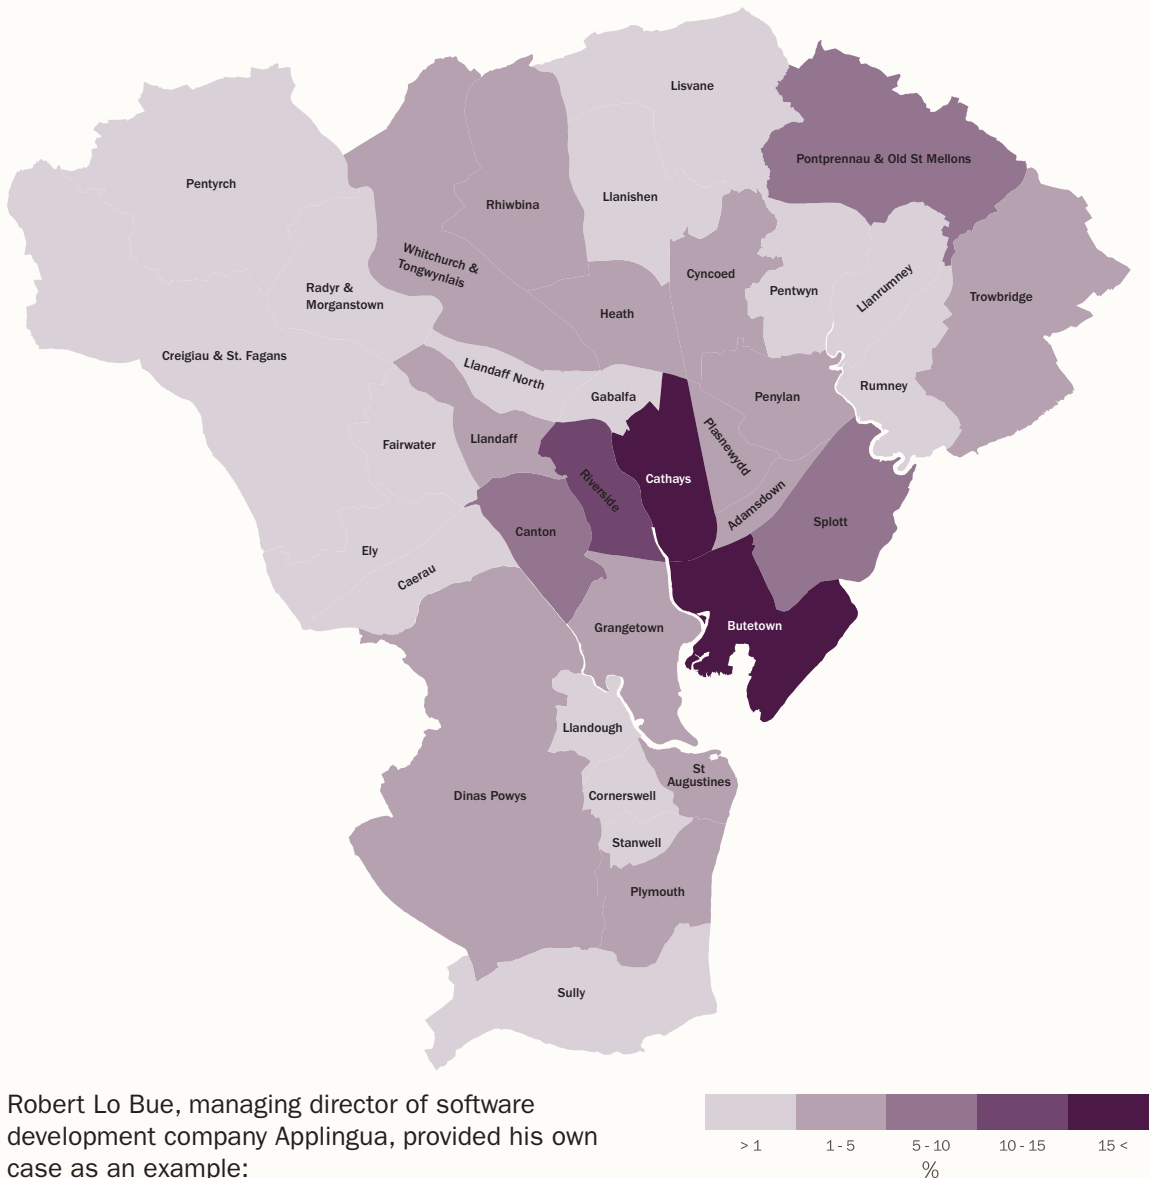 Lisvane
Pontprennau & Old St Mellons
Pentyrch
Llanishen
Rhiwbina
Whitchurch &
Tongwynlais
Cyncoed
Radyr &
Morganstown
Pentwyn
Llanrumney
Trowbridge
Heath
Creigiau & St. Fagans
Llandaff North
Gabalfa
Rumney
Penylan
Fairwater
Llandaff
Plasnewydd
Cathays
Riverside
Adamsdown
Splott
Canton
Ely
Caerau
Grangetown
Butetown
Llandough
St
Augustines
Dinas Powys
Cornerswell
Stanwell
Plymouth
Sully
Robert Lo Bue, managing director of software
development company Applingua, provided his own
case as an example:
> 1
1 - 5
5 - 10
10 - 15
15 <
%